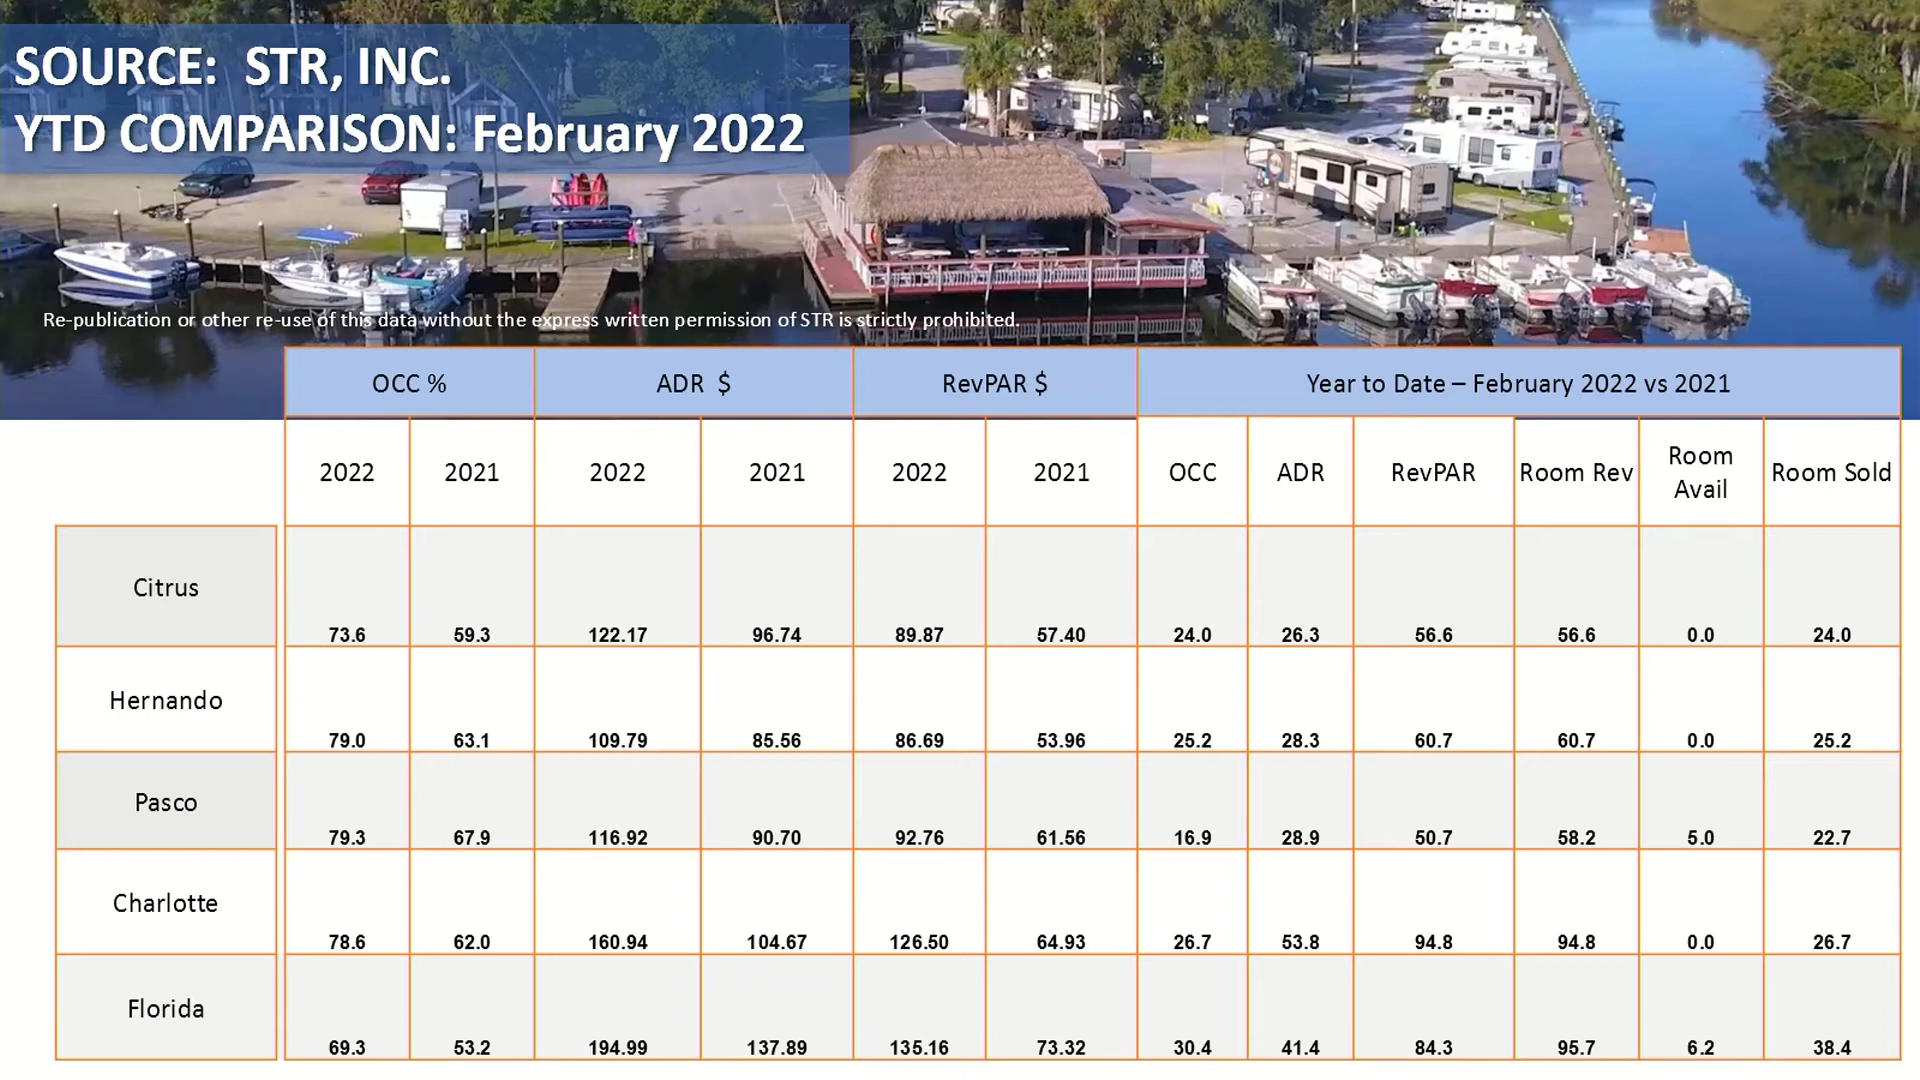 SOURCE: STR, INC.
YTD COMPARISON: February 2022
Re-publication or other re-use of this data without the express written permission of STR is strictly prohibited.
OCC % ADR $ RevPAR $ Year to Date – February 2022 vs 2021
2022 2021 2022 2021 2022 2021 OCC ADR RevPAR Room Rev Room Avail Room Sold
Citrus 73.6 59.3 122.17 96.74 89.87 57.40 24.0 26.3 56.6 56.6 0.0 24.0
Hernando 79.0 63.1 109.79 85.56 86.69 53.96 25.2 28.3 60.7 60.7 0.0 25.2
Pasco 79.3 67.9 116.92 90.70 92.76 61.56 16.9 28.9 50.7 58.2 5.0 22.7
Charlotte 78.6 62.0 160.94 104.67 126.50 64.93 26.7 53.8 94.8 94.8 0.0 26.7
Florida 69.3 53.2 194.99 137.89 135.16 73.32 30.4 41.4 84.3 95.7 6.2 38.4